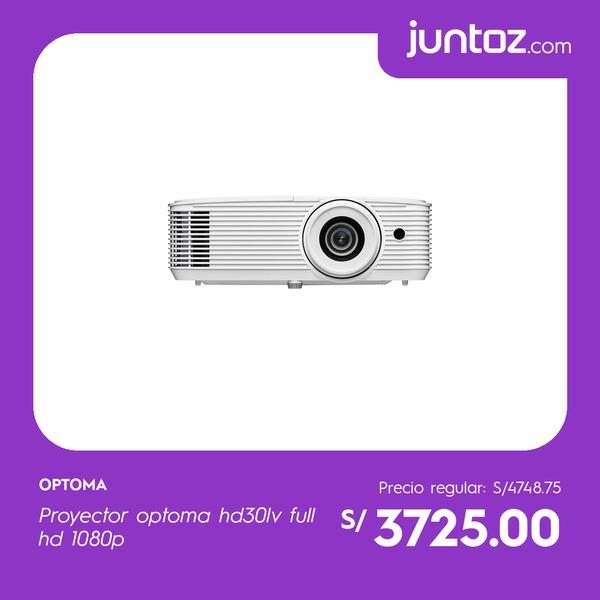 juntoz.com
OPTOMA
Proyector optoma hd30lv full
hd 1080p
Precio regular: S/4748.75
S/ 3725.00